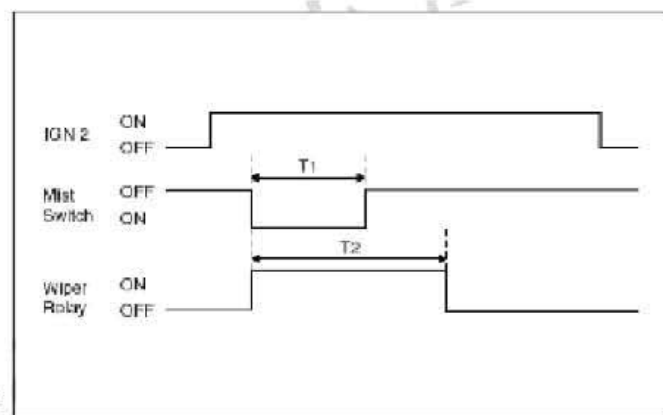 IGN 2
ON
OFF
T1
Mist
Switch
OFF
ON
T2
Wiper
Relay
ON
OFF